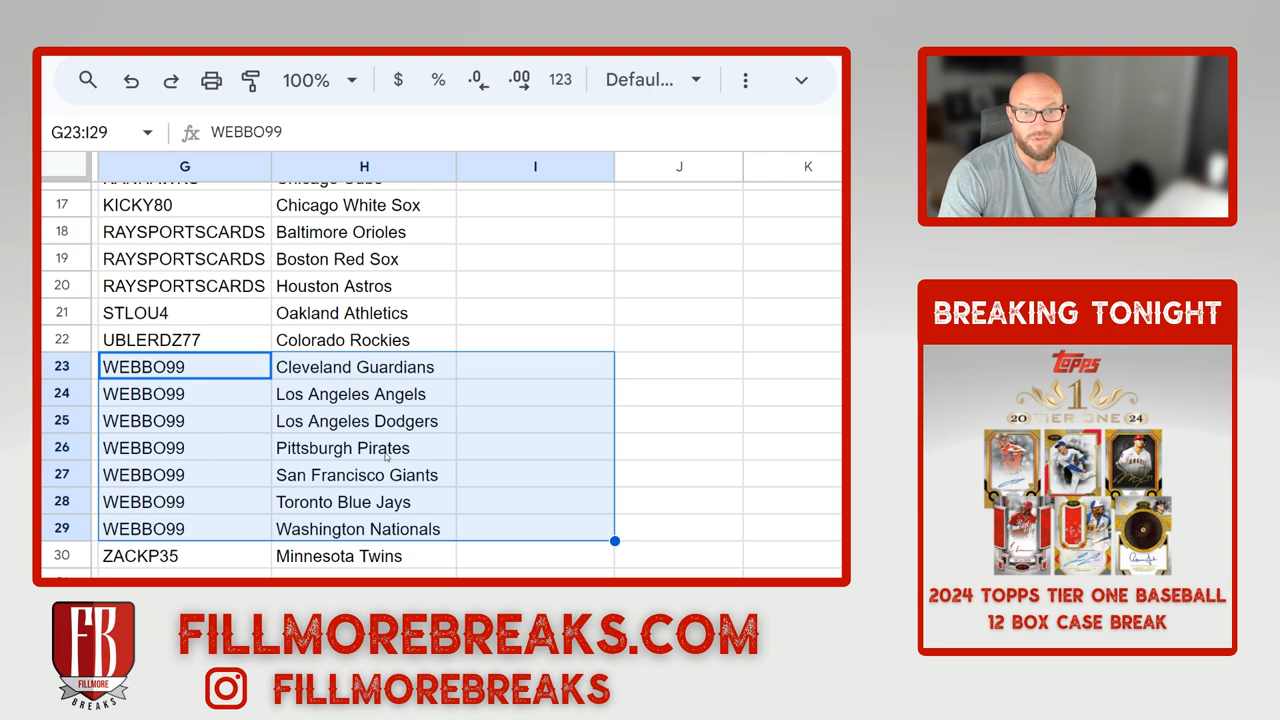 100% $ % .0 .00 123 Defaul...
G23:I29 fx WEBBO99
G H I J K
17 KICKY80 Chicago White Sox
18 RAYSPORTSCARDS Baltimore Orioles
19 RAYSPORTSCARDS Boston Red Sox
20 RAYSPORTSCARDS Houston Astros
21 STLOU4 Oakland Athletics
22 UBLERDZ77 Colorado Rockies
23 WEBBO99 Cleveland Guardians
24 WEBBO99 Los Angeles Angels
25 WEBBO99 Los Angeles Dodgers
26 WEBBO99 Pittsburgh Pirates
27 WEBBO99 San Francisco Giants
28 WEBBO99 Toronto Blue Jays
29 WEBBO99 Washington Nationals
30 ZACKP35 Minnesota Twins
BREAKING TONIGHT
TOPPS
1
20 TIER ONE 24
2024 TOPPS TIER ONE BASEBALL
12 BOX CASE BREAK
FB
FILLMORE
BREAKS
FILLMOREBREAKS.COM
FILLMOREBREAKS